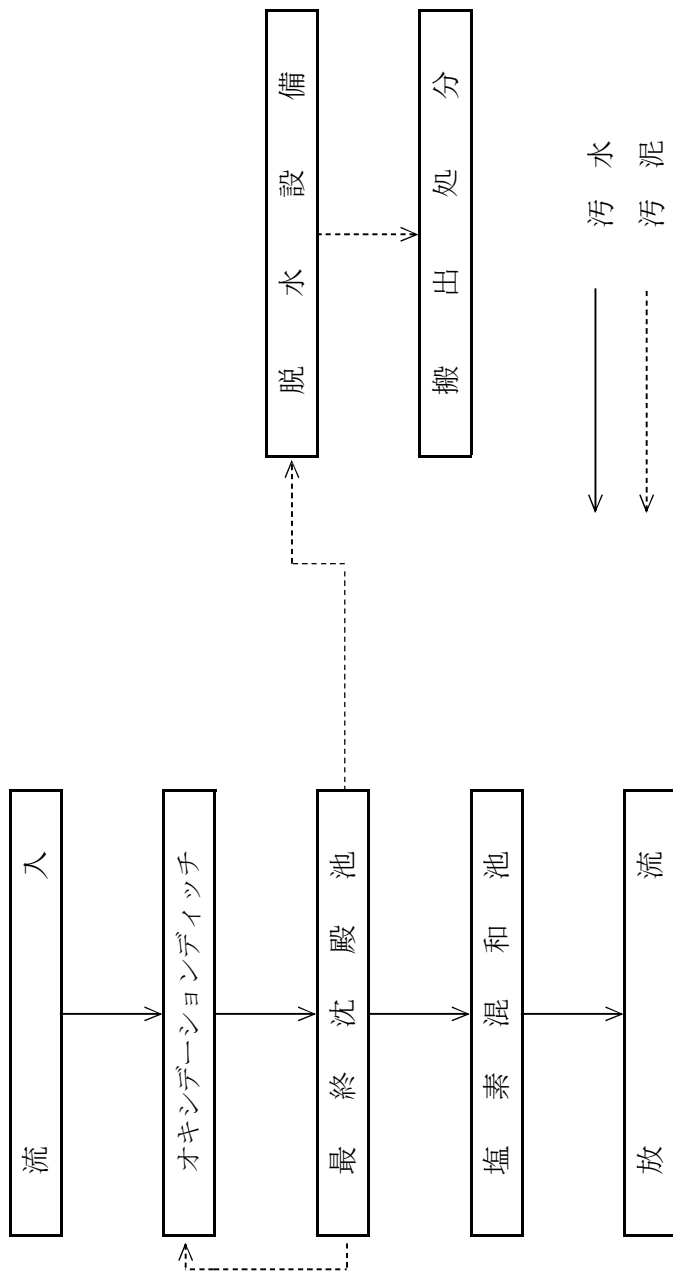 流入
オキシデーションディッチ
最終沈殿池
塩素混和池
放流
脱水設備
搬出処分
汚水
汚泥